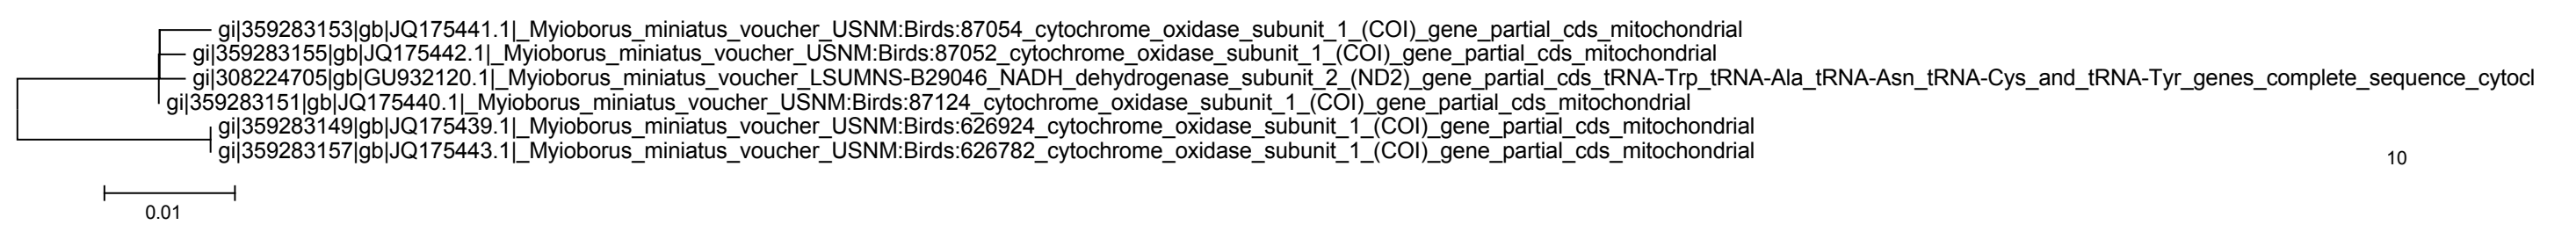 gi|359283153|gb|JQ175441.1|_Myioborus_miniatus_voucher_USNM:Birds:87054_cytochrome_oxidase_subunit_1_(COI)_gene_partial_cds_mitochondrial
gi|359283155|gb|JQ175442.1|_Myioborus_miniatus_voucher_USNM:Birds:87052_cytochrome_oxidase_subunit_1_(COI)_gene_partial_cds_mitochondrial
gi|308224705|gb|GU932120.1|_Myioborus_miniatus_voucher_LSUMNS-B29046_NADH_dehydrogenase_subunit_2_(ND2)_gene_partial_cds_tRNA-Trp_tRNA-Ala_tRNA-Asn_tRNA-Cys_and_tRNA-Tyr_genes_complete_sequence_cytocl
gi|359283151|gb|JQ175440.1|_Myioborus_miniatus_voucher_USNM:Birds:87124_cytochrome_oxidase_subunit_1_(COI)_gene_partial_cds_mitochondrial
gi|359283149|gb|JQ175439.1|_Myioborus_miniatus_voucher_USNM:Birds:626924_cytochrome_oxidase_subunit_1_(COI)_gene_partial_cds_mitochondrial
gi|359283157|gb|JQ175443.1|_Myioborus_miniatus_voucher_USNM:Birds:626782_cytochrome_oxidase_subunit_1_(COI)_gene_partial_cds_mitochondrial
10
0.01